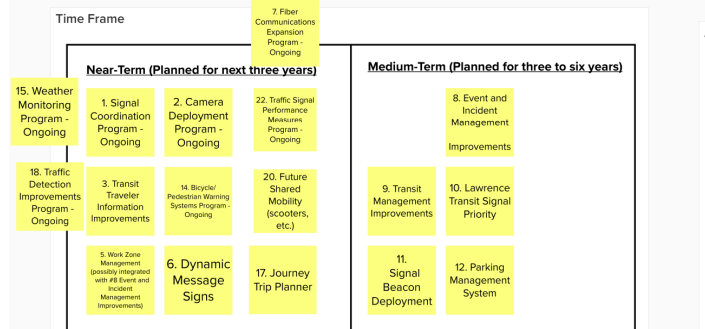 Time Frame
7. Fiber
Communications
Expansion
Program -
Ongoing
Near-Term (Planned for next three years)
Medium-Term (Planned for three to six years)
15. Weather
Monitoring
Program -
Ongoing
1. Signal
Coordination
Program -
Ongoing
2. Camera
Deployment
Program -
Ongoing
22. Traffic Signal
Performance
Measures
Program -
Ongoing
8. Event and
Incident
Management
Improvements
18. Traffic
Detection
Improvements
Program -
Ongoing
3. Transit
Traveler
Information
Improvements
14. Bicycle/
Pedestrian Warning
Systems Program -
Ongoing
20. Future
Shared
Mobility
(scooters,
etc.)
9. Transit
Management
Improvements
10. Lawrence
Transit Signal
Priority
5. Work Zone
Management
(possibly integrated
with #8 Event and
Incident
Management
Improvements)
6. Dynamic
Message
Signs
17. Journey
Trip Planner
11.
Signal
Beacon
Deployment
12. Parking
Management
System